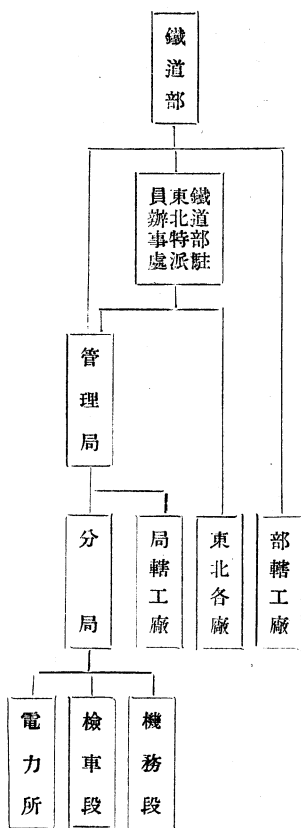 鐵道部
鐵道部駐
東北特派
員辦事處
管理局
分局
局轄工廠
東北各廠
部轄工廠
電力所
檢車段
機務段